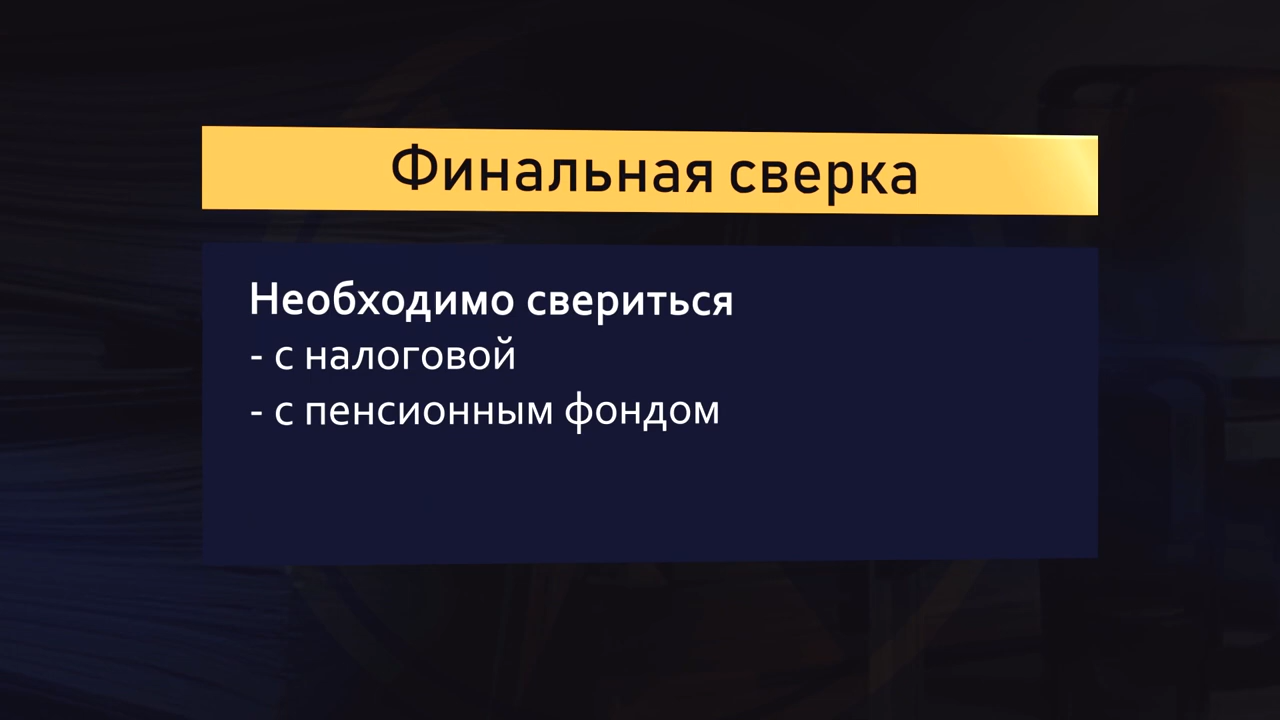 Финальная сверка
Необходимо свериться
- с налоговой
- с пенсионным фондом